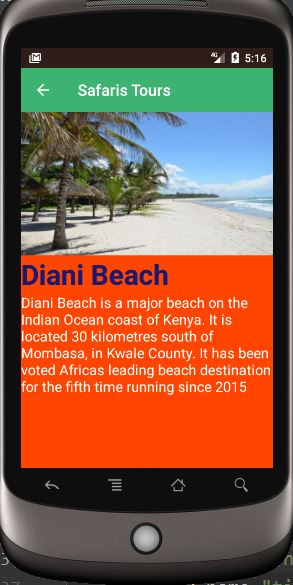 4G 5:16
Safaris Tours
Diani Beach
Diani Beach is a major beach on the
Indian Ocean coast of Kenya. It is
located 30 kilometres south of
Mombasa, in Kwale County. It has been
voted Africas leading beach destination
for the fifth time running since 2015